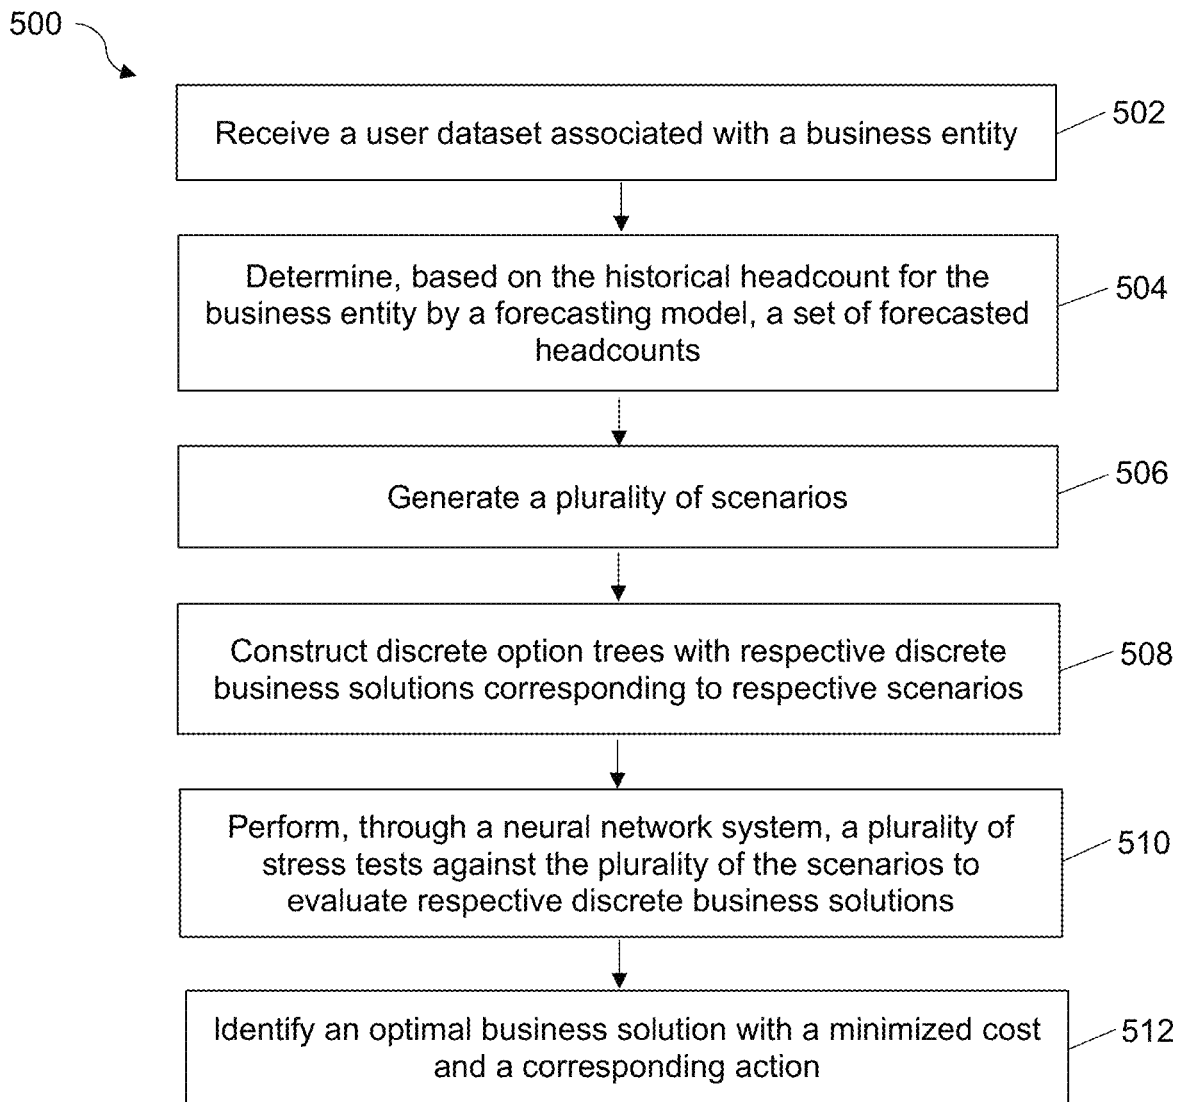 500
Receive a user dataset associated with a business entity
502
Determine, based on the historical headcount for the
business entity by a forecasting model, a set of forecasted
headcounts
504
Generate a plurality of scenarios
506
Construct discrete option trees with respective discrete
business solutions corresponding to respective scenarios
508
Perform, through a neural network system, a plurality of
stress tests against the plurality of the scenarios to
evaluate respective discrete business solutions
510
Identify an optimal business solution with a minimized cost
and a corresponding action
512